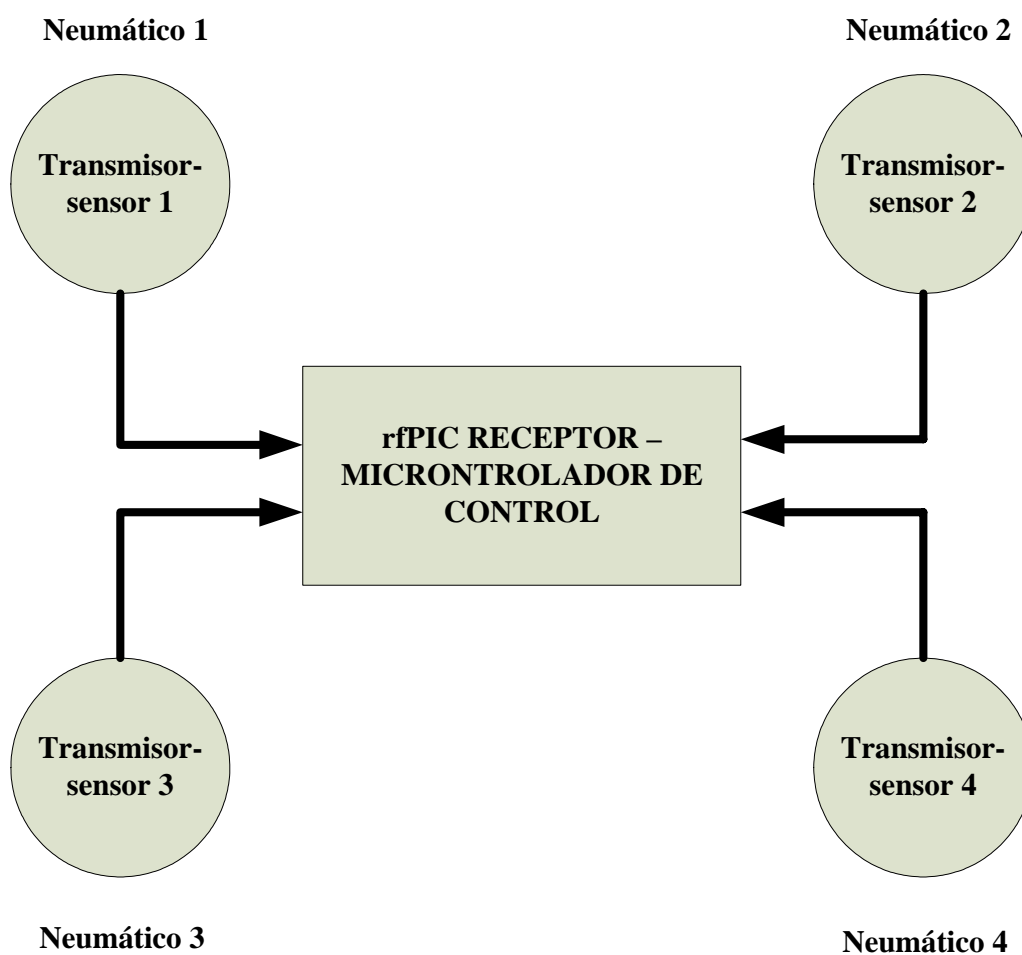 Neumático 1
Neumático 2
Transmisor-
sensor 1
Transmisor-
sensor 2
rfPIC RECEPTOR –
MICRONTROLADOR DE
CONTROL
Transmisor-
sensor 3
Transmisor-
sensor 4
Neumático 3
Neumático 4